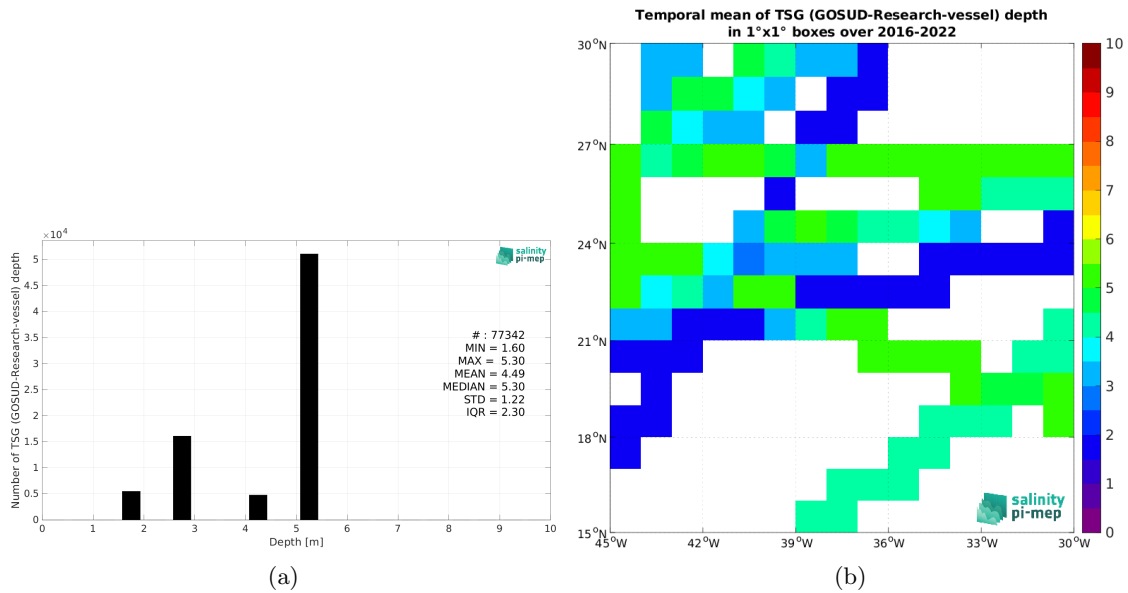 ×10⁴
5
4.5
4
3.5
3
2.5
2
1.5
1
0.5
0
Number of TSG (GOSUD-Research-vessel) depth
salinity
pi-mep
# : 77342
MIN = 1.60
MAX = 5.30
MEAN = 4.49
MEDIAN = 5.30
STD = 1.22
IQR = 2.30
0 1 2 3 4 5 6 7 8 9 10
Depth [m]
(a)
Temporal mean of TSG (GOSUD-Research-vessel) depth
in 1°x1° boxes over 2016-2022
30°N
27°N
24°N
21°N
18°N
15°N
45°W 42°W 39°W 36°W 33°W 30°W
salinity
pi-mep
10
9
8
7
6
5
4
3
2
1
0
(b)